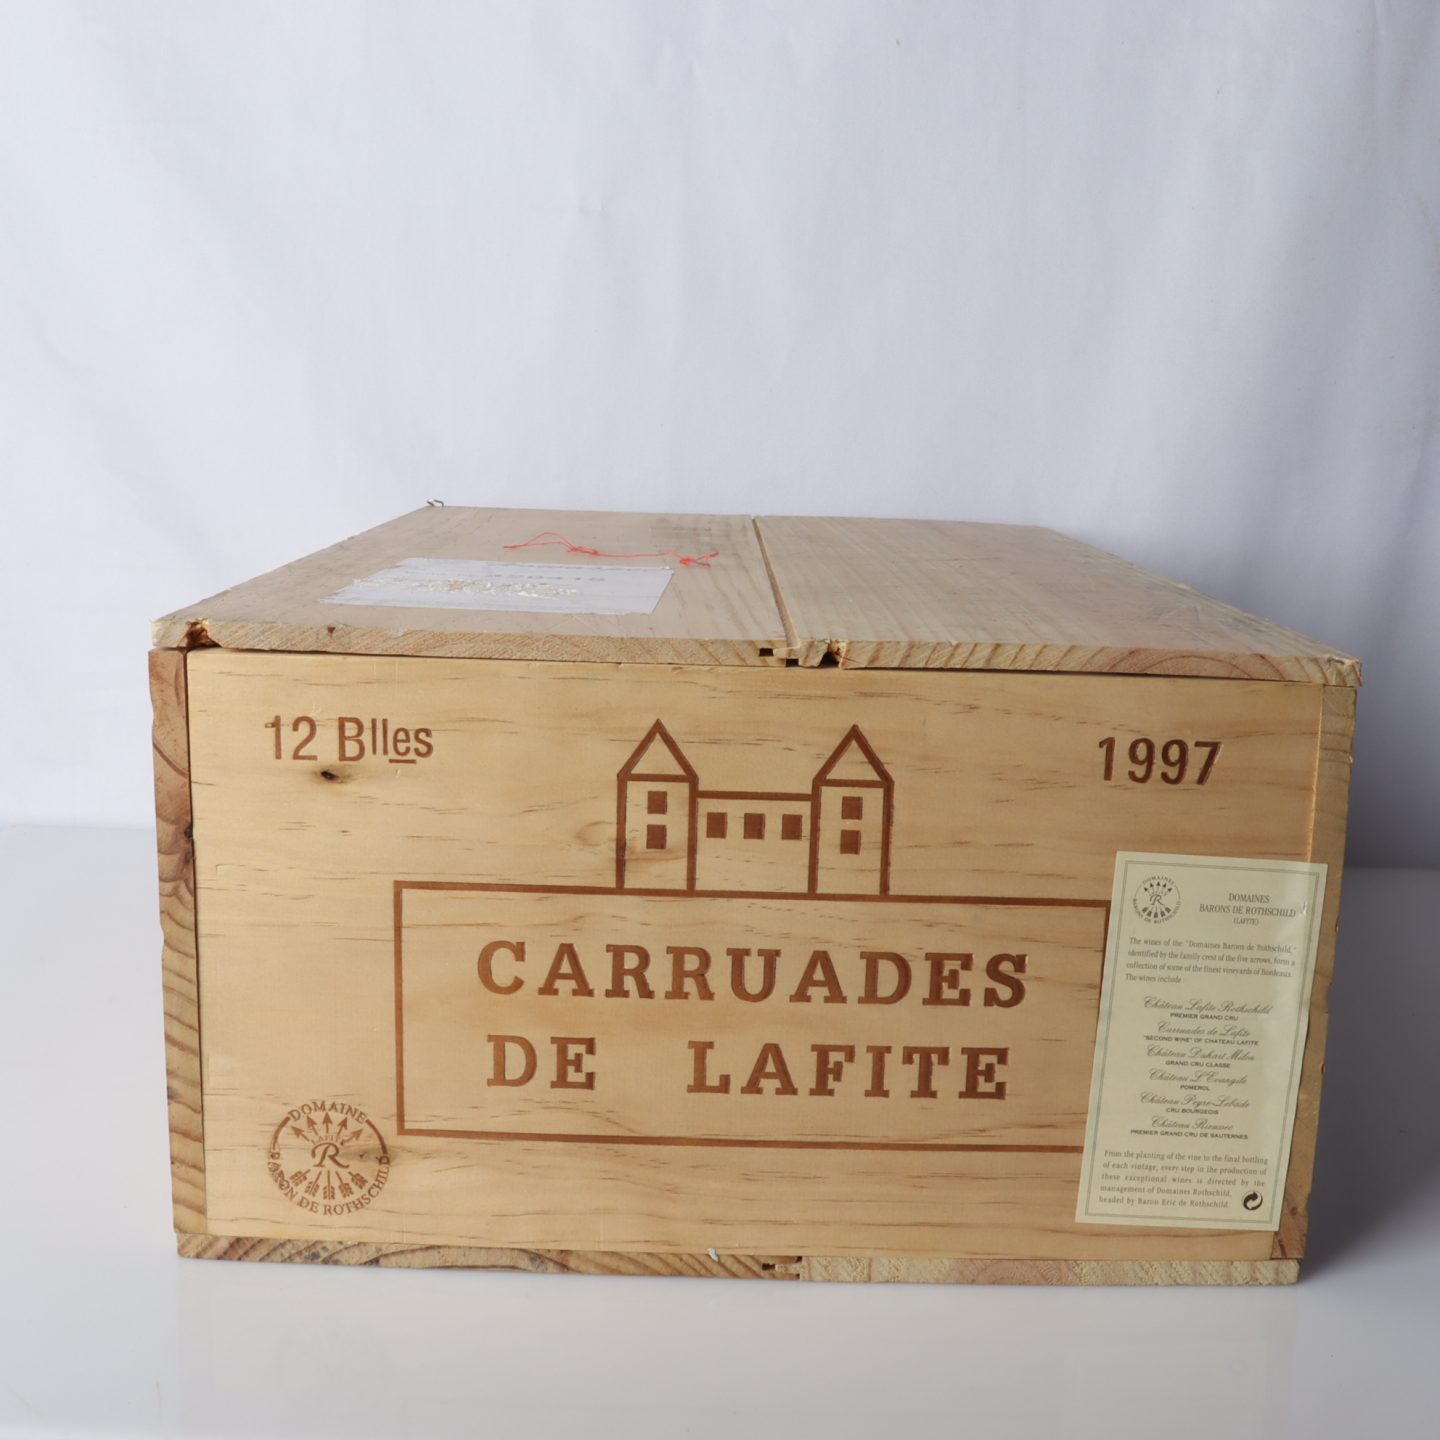 12 Blles
1997
CARRUADES
DE LAFITE
DOMAINE
LAFITE
R
BARON DE ROTHSCHILD
DOMAINES
R
BARONS DE ROTHSCHILD
DOMAINES
BARONS DE ROTHSCHILD
(LAFITE)
The wines of the "Domaines Barons de Rothschild,"
identified by the family crest of the five arrows, form a
collection of some of the finest vineyards of Bordeaux.
The wines include
Château Lafite Rothschild
PREMIER GRAND CRU
Carruades de Lafite
"SECOND WINE" OF CHATEAU LAFITE
Château Duhart Milon
GRAND CRU CLASSE
Château L'Evangile
POMEROL
Château Peyre-Lebade
CRU BOURGEOIS
Château Rieussec
PREMIER GRAND CRU DE SAUTERNES
From the planting of the vine to the final bottling
of each vintage, every step in the production of
these exceptional wines is directed by the
management of Domaines Rothschild,
headed by Baron Eric de Rothschild.